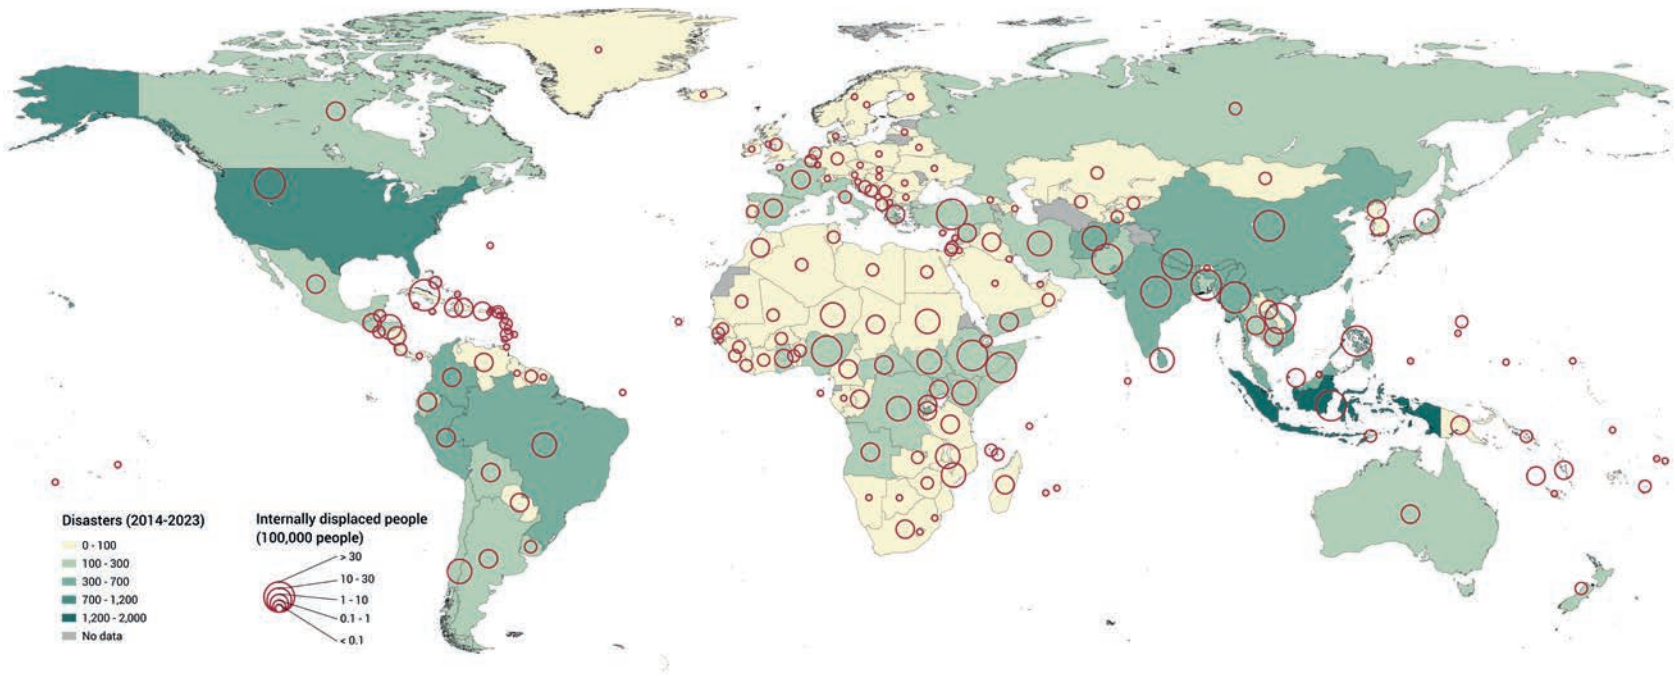 Disasters (2014-2023)
0 - 100
100 - 300
300 - 700
700 - 1,200
1,200 - 2,000
No data
Internally displaced people
(100,000 people)
> 30
10 - 30
1 - 10
0.1 - 1
< 0.1